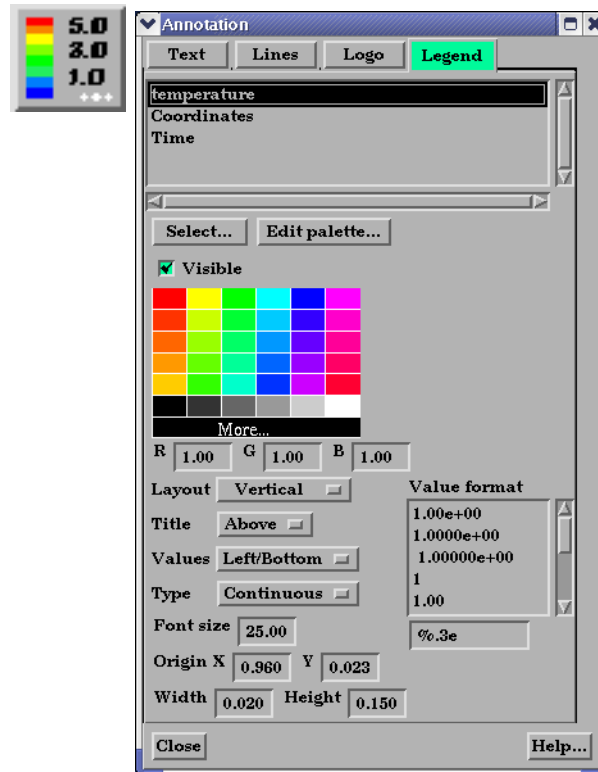 5.0
3.0
1.0
Annotation
Text Lines Logo Legend
temperature
Coordinates
Time
Select... Edit palette...
Visible
More...
R 1.00 G 1.00 B 1.00
Layout Vertical
Value format
1.00e+00
1.0000e+00
1.00000e+00
1
1.00
%.3e
Title Above
Values Left/Bottom
Type Continuous
Font size 25.00
Origin X 0.960 Y 0.023
Width 0.020 Height 0.150
Close Help...